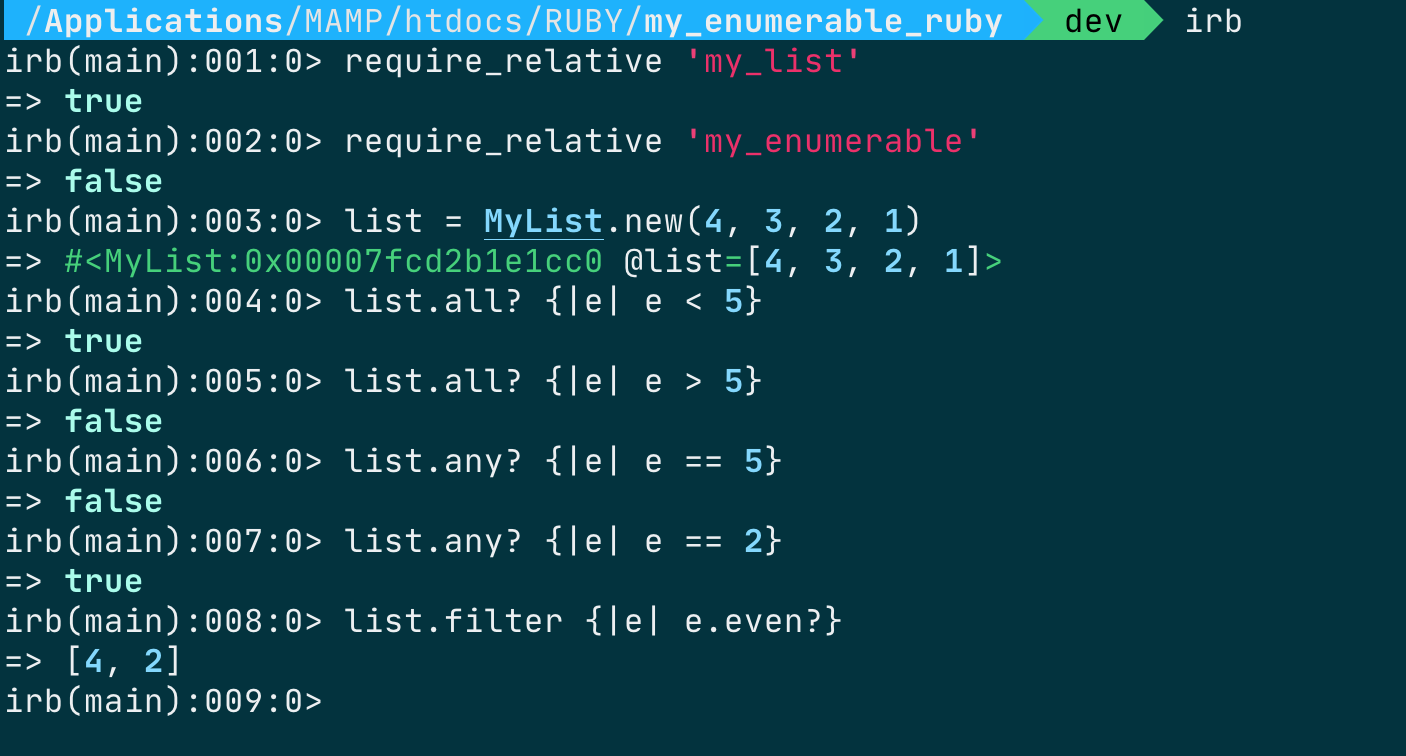 /Applications/MAMP/htdocs/RUBY/my_enumerable_ruby dev irb
irb(main):001:0> require_relative 'my_list'
=> true
irb(main):002:0> require_relative 'my_enumerable'
=> false
irb(main):003:0> list = MyList.new(4, 3, 2, 1)
=> #<MyList:0x00007fcd2b1e1cc0 @list=[4, 3, 2, 1]>
irb(main):004:0> list.all? {|e| e < 5}
=> true
irb(main):005:0> list.all? {|e| e > 5}
=> false
irb(main):006:0> list.any? {|e| e == 5}
=> false
irb(main):007:0> list.any? {|e| e == 2}
=> true
irb(main):008:0> list.filter {|e| e.even?}
=> [4, 2]
irb(main):009:0>